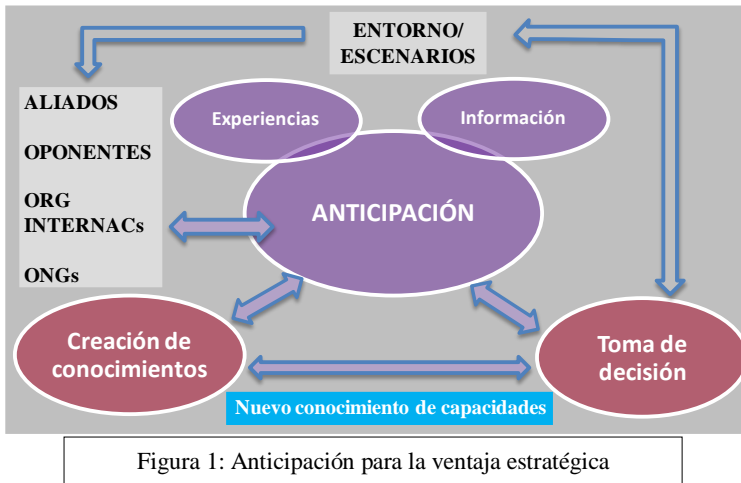 ENTORNO/
ESCENARIOS
ALIADOS
OPONENTES
ORG
INTERNACs
ONGs
Experiencias
Información
ANTICIPACIÓN
Creación de
conocimientos
Toma de
decisión
Nuevo conocimiento de capacidades
Figura 1: Anticipación para la ventaja estratégica